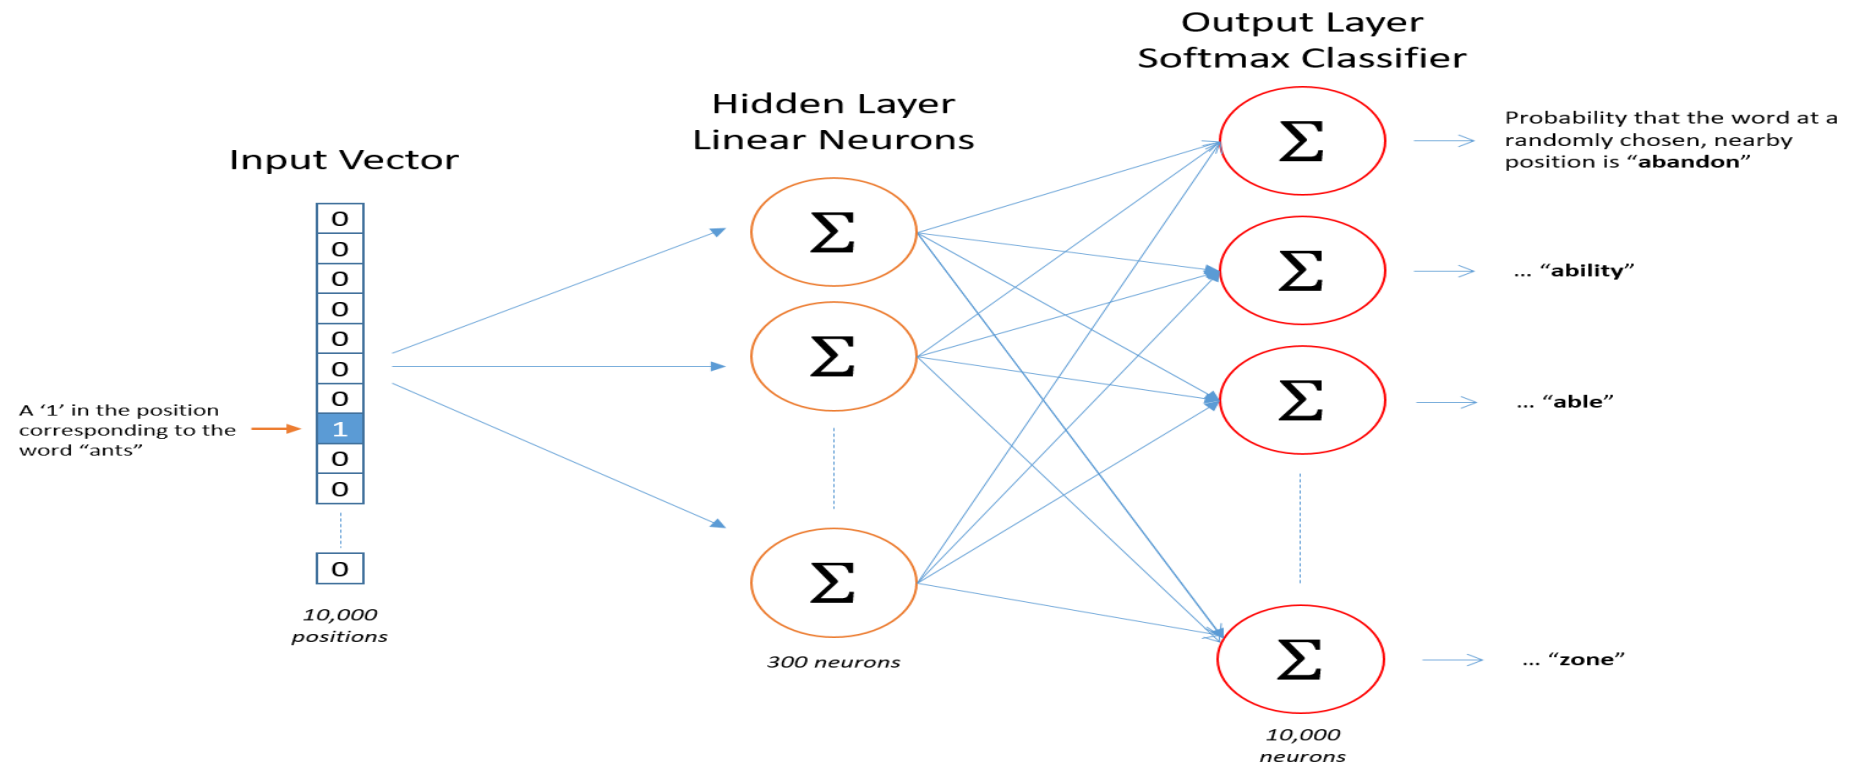 Output Layer
Softmax Classifier
Hidden Layer
Linear Neurons
Input Vector
0
0
0
0
0
0
0
1
0
0
0
A ‘1’ in the position
corresponding to the
word “ants”
10,000
positions
Σ
Σ
Σ
300 neurons
Σ
Σ
Σ
Σ
10,000
neurons
Probability that the word at a
randomly chosen, nearby
position is “abandon”
... “ability”
... “able”
... “zone”